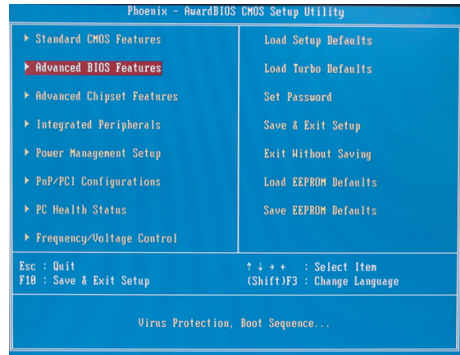 Phoenix - AwardBIOS CMOS Setup Utility
▶ Standard CMOS Features
▶ Advanced BIOS Features
▶ Advanced Chipset Features
▶ Integrated Peripherals
▶ Power Management Setup
▶ PnP/PCI Configurations
▶ PC Health Status
▶ Frequency/Voltage Control
Load Setup Defaults
Load Turbo Defaults
Set Password
Save & Exit Setup
Exit Without Saving
Load EEPROM Defaults
Save EEPROM Defaults
Esc : Quit
F10 : Save & Exit Setup
↑ ↓ → ← : Select Item
(Shift)F3 : Change Language
Virus Protection, Boot Sequence...